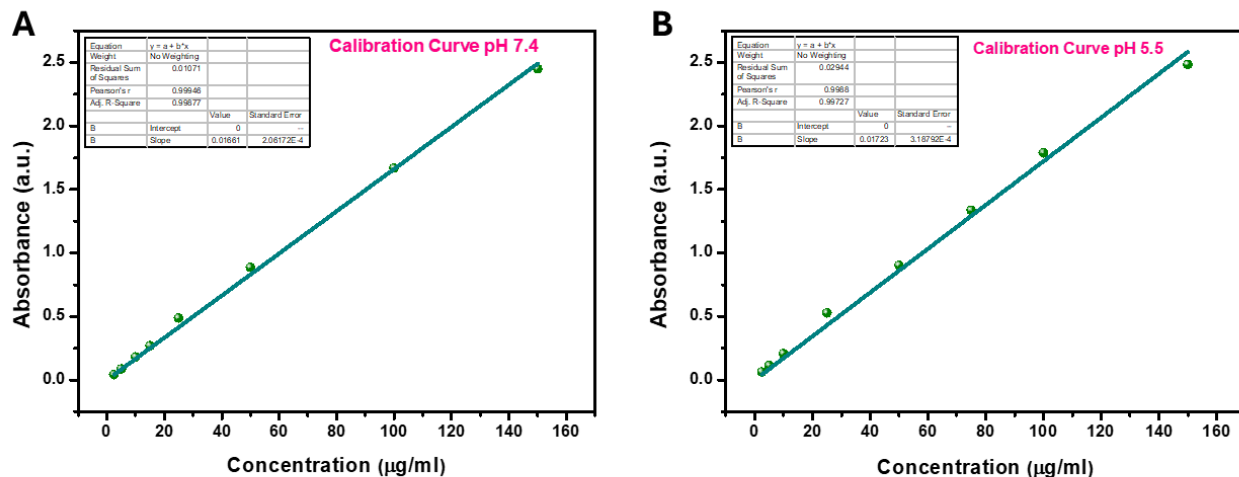 A
Calibration Curve pH 7.4
Equation y = a + b*x
Weight No Weighting
Residual Sum of Squares 0.01071
Pearson's r 0.99946
Adj. R-Square 0.99877
Value Standard Error
B Intercept 0 --
B Slope 0.01661 2.06172E-4
Absorbance (a.u.)
2.5
2.0
1.5
1.0
0.5
0.0
0 20 40 60 80 100 120 140 160
Concentration (μg/ml)
B
Calibration Curve pH 5.5
Equation y = a + b*x
Weight No Weighting
Residual Sum of Squares 0.02944
Pearson's r 0.9988
Adj. R-Square 0.99727
Value Standard Error
B Intercept 0 --
B Slope 0.01723 3.18792E-4
Absorbance (a.u.)
2.5
2.0
1.5
1.0
0.5
0.0
0 20 40 60 80 100 120 140 160
Concentration (μg/ml)